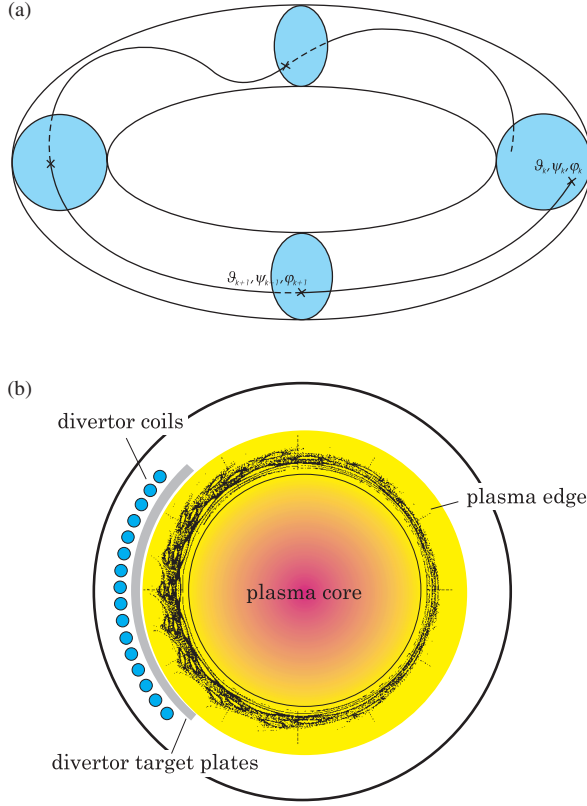 (a)
ϑₖ, ψₖ, φₖ
ϑₖ₊₁, ψₖ₊₁, φₖ₊₁
(b)
divertor coils
plasma edge
plasma core
divertor target plates